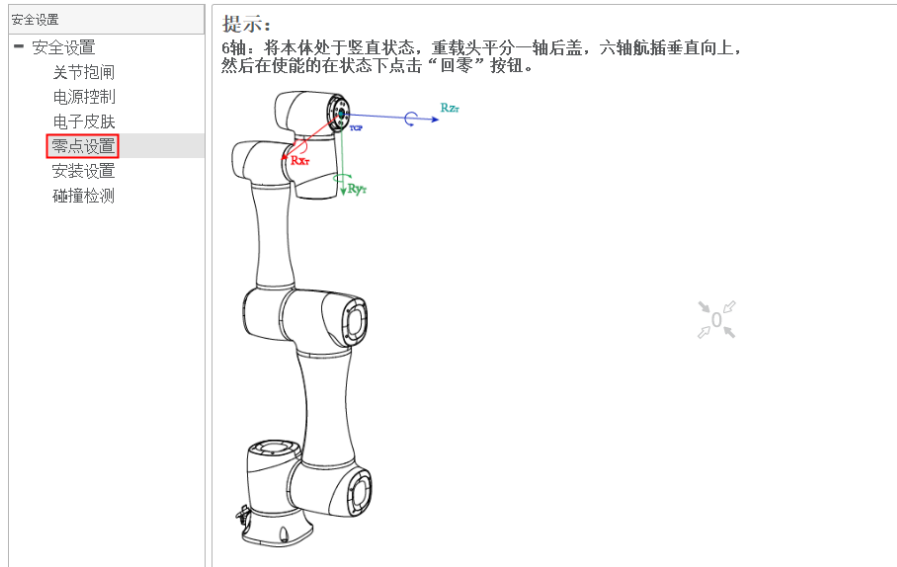 安全设置
安全设置
关节抱闸
电源控制
电子皮肤
零点设置
安装设置
碰撞检测
提示:
6轴: 将本体处于竖直状态，重载头平分一轴后盖，六轴航插垂直向上，
然后在使能的在状态下点击“回零”按钮。
RzT
TCP
RxT
RyT
0